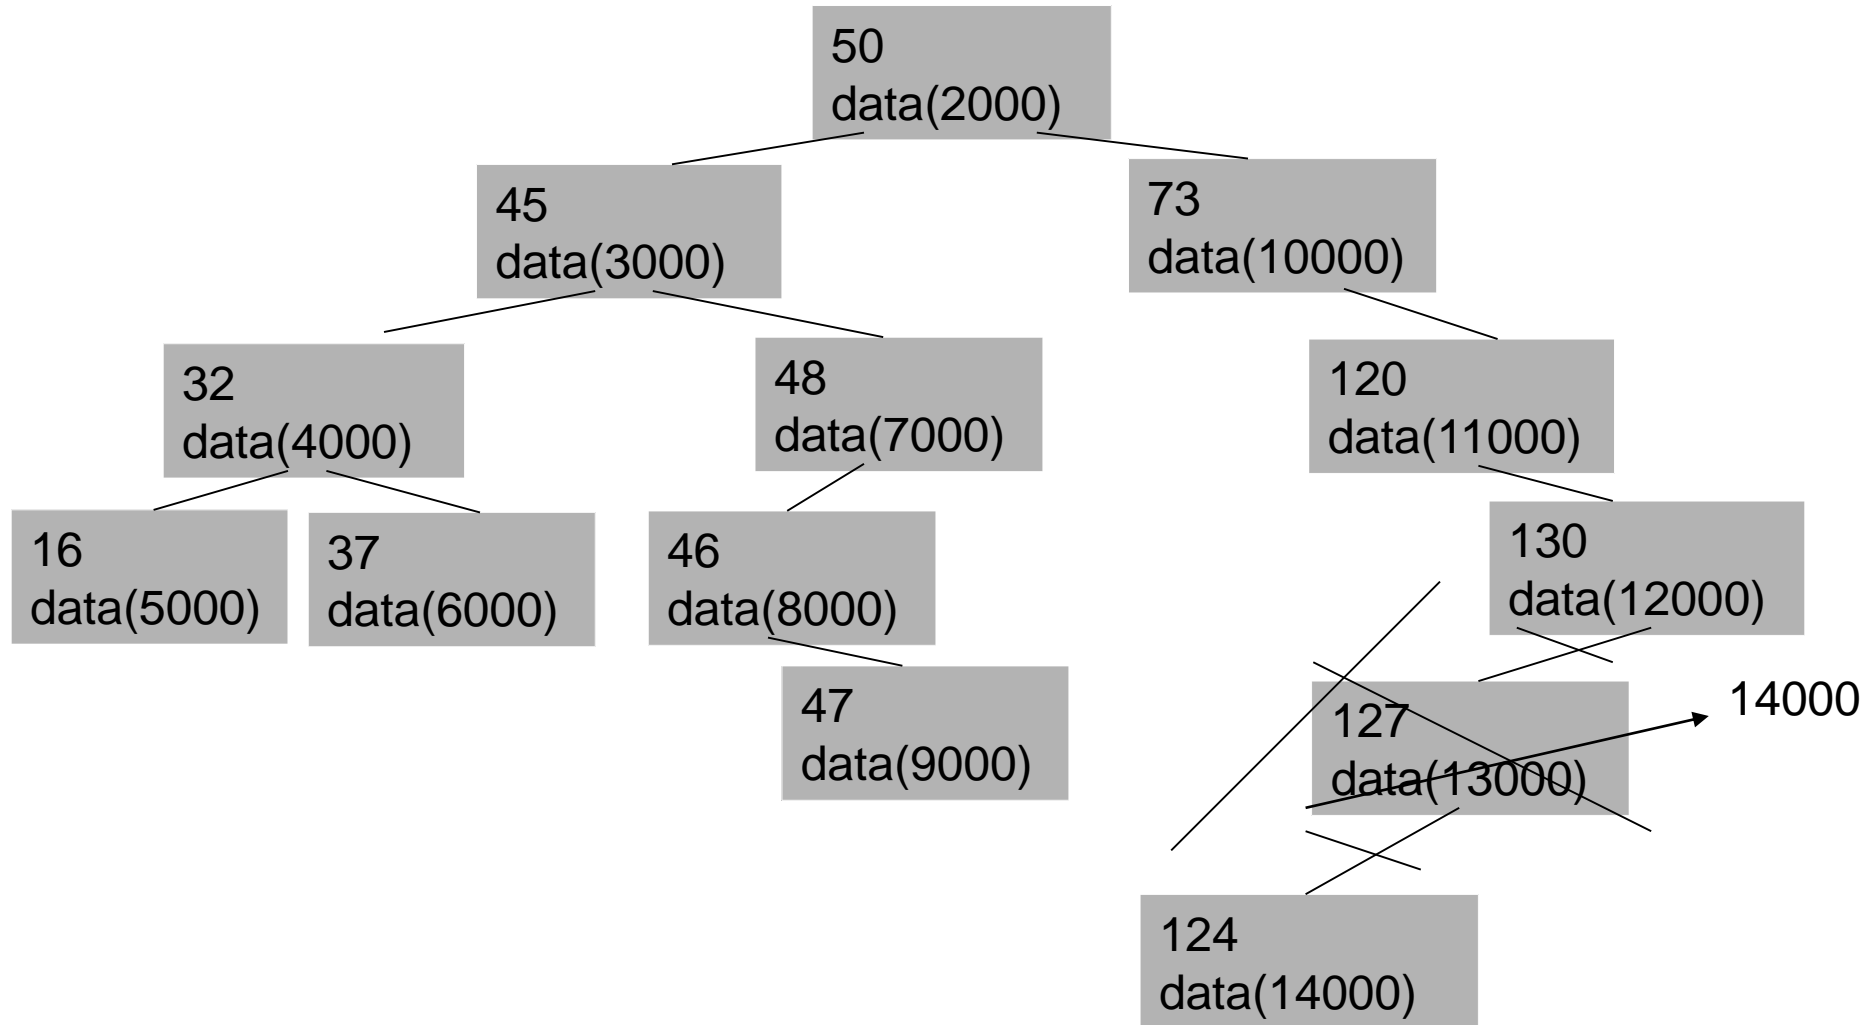 50
data(2000)
45
data(3000)
73
data(10000)
32
data(4000)
48
data(7000)
120
data(11000)
16
data(5000)
37
data(6000)
46
data(8000)
130
data(12000)
47
data(9000)
127
data(13000)
14000
124
data(14000)